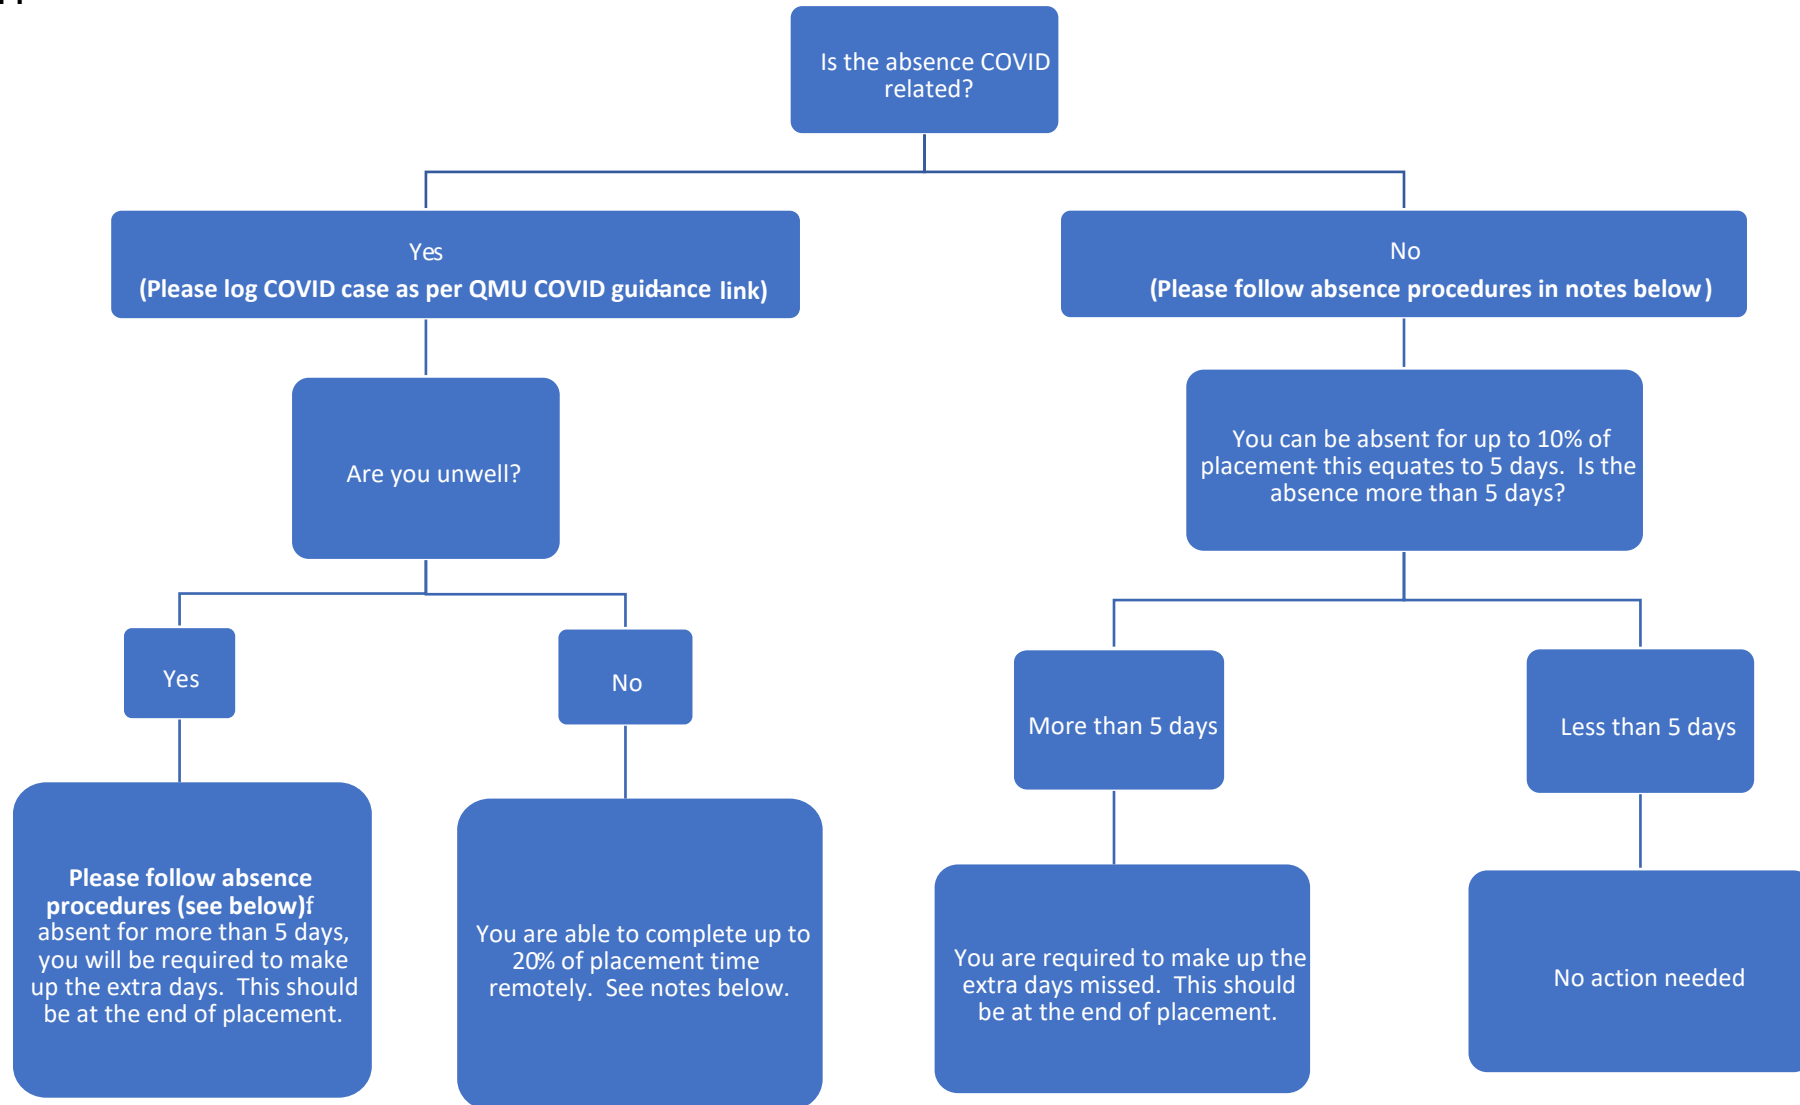 Is the absence COVID
related?
Yes
(Please log COVID case as per QMU COVID guidance link)
No
(Please follow absence procedures in notes below)
Are you unwell?
You can be absent for up to 10% of
placement- this equates to 5 days. Is the
absence more than 5 days?
Yes
No
More than 5 days
Less than 5 days
Please follow absence
procedures (see below)f
absent for more than 5 days,
you will be required to make
up the extra days. This should
be at the end of placement.
You are able to complete up to
20% of placement time
remotely. See notes below.
You are required to make up the
extra days missed. This should
be at the end of placement.
No action needed